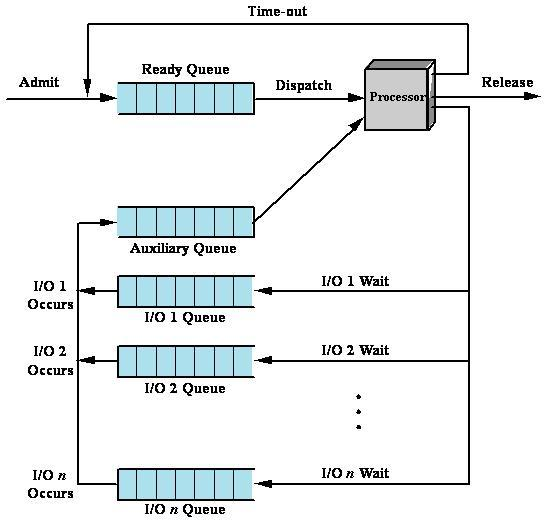 Time-out
Admit
Ready Queue
Dispatch
Processor
Release
Auxiliary Queue
I/O 1
Occurs
I/O 1 Wait
I/O 1 Queue
I/O 2
Occurs
I/O 2 Wait
I/O 2 Queue
I/O n
Occurs
I/O n Wait
I/O n Queue